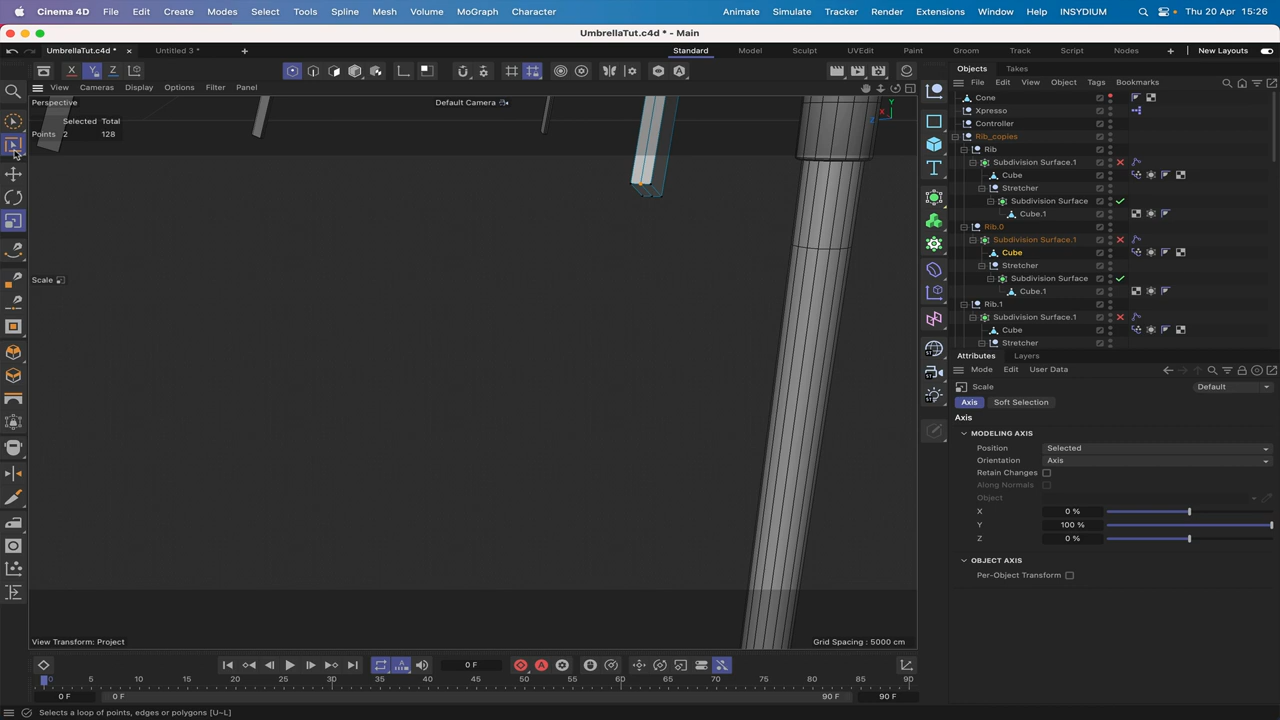 Cinema 4D File Edit Create Modes Select Tools Spline Mesh Volume MoGraph Character Animate Simulate Tracker Render Extensions Window Help INSYDIUM Thu 20 Apr 15:26
UmbrellaTut.c4d * - Main
UmbrellaTut.c4d * Untitled 3 * Standard Model Sculpt UVEdit Paint Groom Track Script Nodes New Layouts
X Y Z
Objects Takes
View Cameras Display Options Filter Panel
File Edit View Object Tags Bookmarks
Perspective
Default Camera
Points
Selected Total
2 128
Scale
Y
X
Z
View Transform: Project
Grid Spacing : 5000 cm
ST
ST
ST
Cone
Xpresso
Controller
Rib_copies
Rib
Subdivision Surface.1
Cube
Stretcher
Subdivision Surface
Cube.1
Rib.0
Subdivision Surface.1
Cube
Stretcher
Subdivision Surface
Cube.1
Rib.1
Subdivision Surface.1
Cube
Stretcher
Attributes Layers
Mode Edit User Data
Scale Default
Axis Soft Selection
Axis
MODELING AXIS
Position Selected
Orientation Axis
Retain Changes
Along Normals
Object
X 0 %
Y 100 %
Z 0 %
OBJECT AXIS
Per-Object Transform
0 F
0 5 10 15 20 25 30 35 40 45 50 55 60 65 70 75 80 85 90
0 F 0 F 90 F 90 F
Selects a loop of points, edges or polygons [U~L]